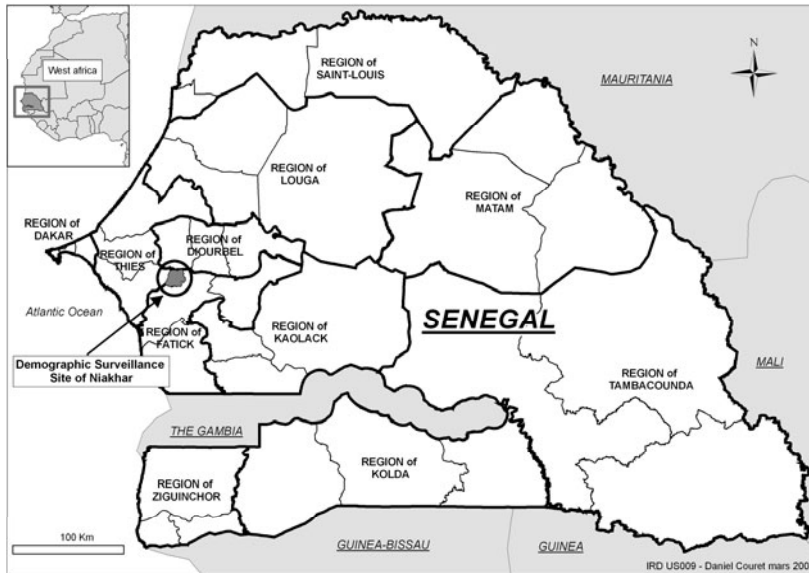 West africa
REGION of
SAINT-LOUIS
N
MAURITANIA
REGION of
LOUGA
REGION of
MATAM
REGION of
DAKAR
REGION of
THIES
REGION of
DIOURBEL
Atlantic Ocean
REGION of
FATICK
REGION of
KAOLACK
SENEGAL
Demographic Surveillance
Site of Niakhar
REGION of
TAMBACOUNDA
MALI
THE GAMBIA
REGION of
KOLDA
REGION of
ZIGUINCHOR
100 Km
GUINEA-BISSAU
GUINEA
IRD US009 - Daniel Couret mars 200